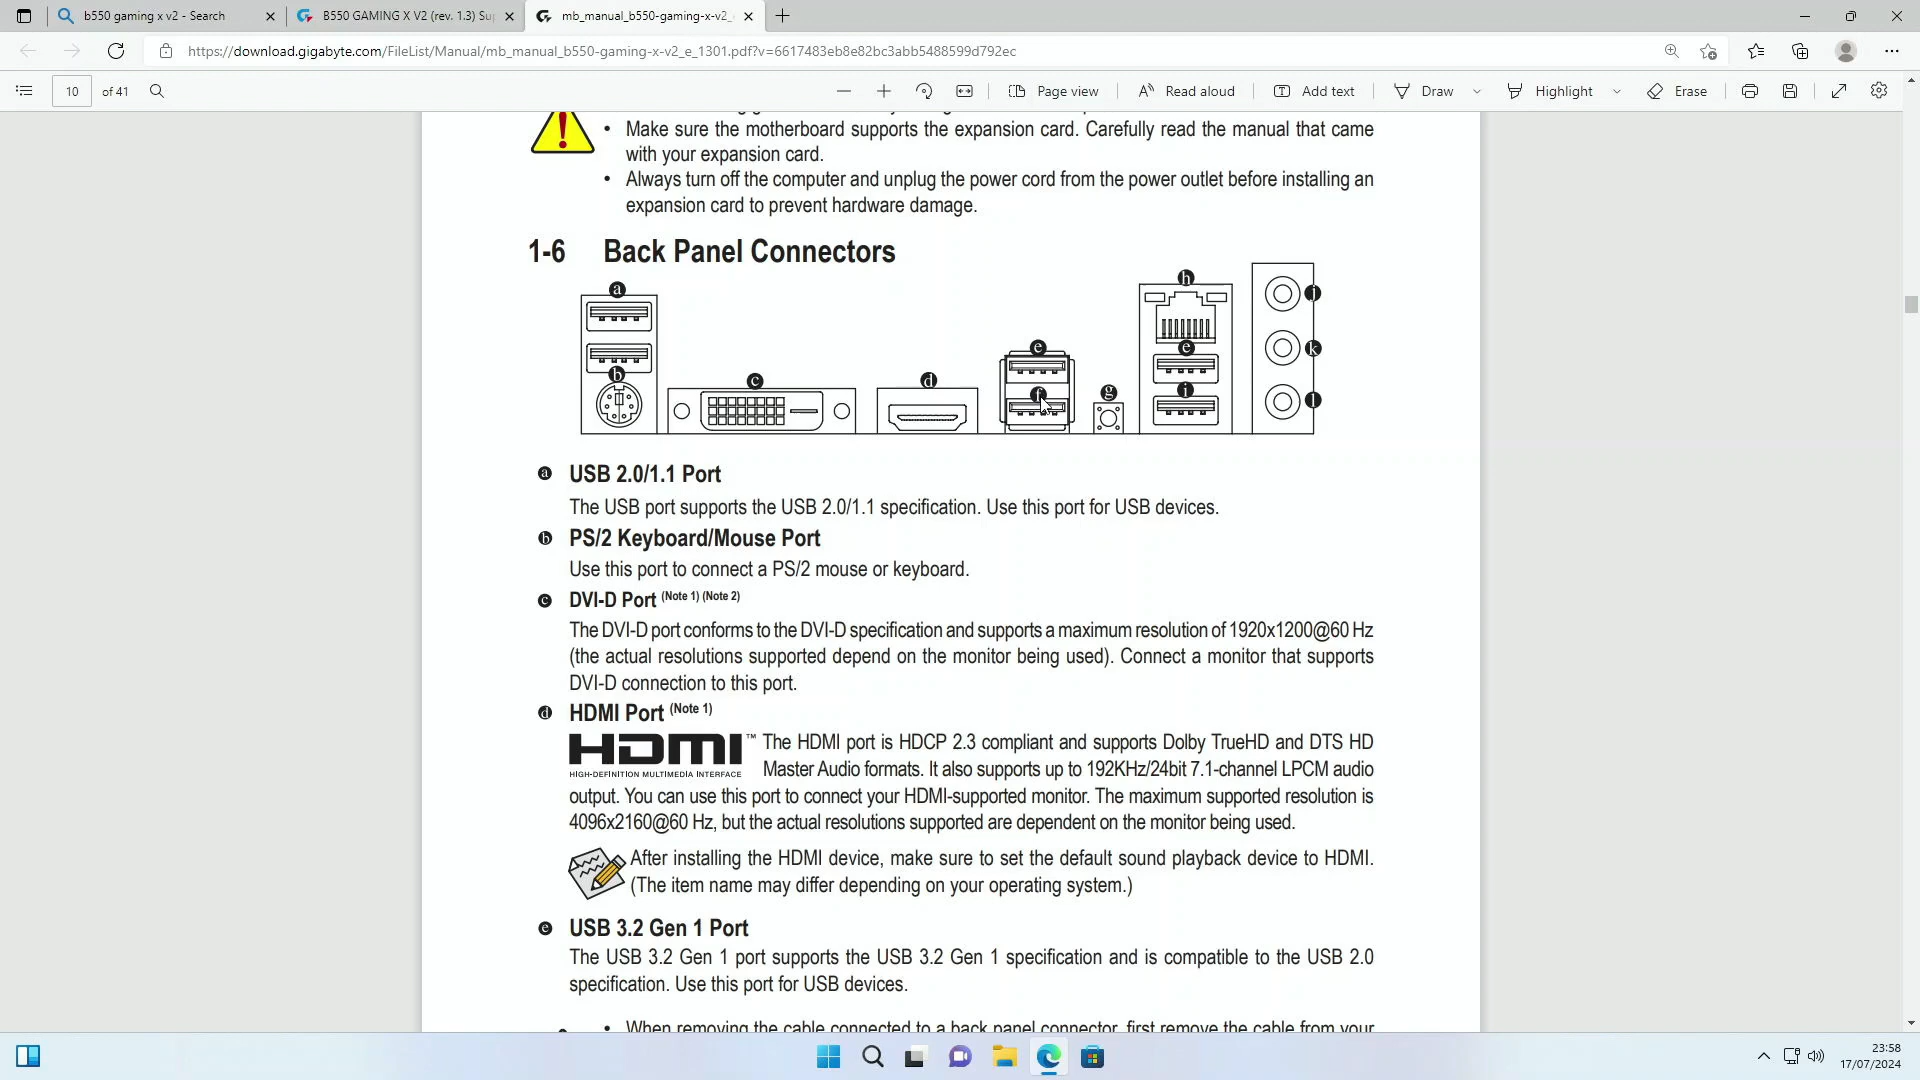 b550 gaming x v2 - Search
B550 GAMING X V2 (rev. 1.3) Su
mb_manual_b550-gaming-x-v2_
https://download.gigabyte.com/FileList/Manual/mb_manual_b550-gaming-x-v2_e_1301.pdf?v=6617483eb8e82bc3abb5488599d792ec
10 of 41
Page view
Read aloud
Add text
Draw
Highlight
Erase
• Make sure the motherboard supports the expansion card. Carefully read the manual that came
with your expansion card.
• Always turn off the computer and unplug the power cord from the power outlet before installing an
expansion card to prevent hardware damage.
1-6 Back Panel Connectors
a
b
c
d
e
f
g
h
e
i
j
k
l
a USB 2.0/1.1 Port
The USB port supports the USB 2.0/1.1 specification. Use this port for USB devices.
b PS/2 Keyboard/Mouse Port
Use this port to connect a PS/2 mouse or keyboard.
c DVI-D Port (Note 1) (Note 2)
The DVI-D port conforms to the DVI-D specification and supports a maximum resolution of 1920x1200@60 Hz
(the actual resolutions supported depend on the monitor being used). Connect a monitor that supports
DVI-D connection to this port.
d HDMI Port (Note 1)
HDMI™ The HDMI port is HDCP 2.3 compliant and supports Dolby TrueHD and DTS HD
HIGH-DEFINITION MULTIMEDIA INTERFACE Master Audio formats. It also supports up to 192KHz/24bit 7.1-channel LPCM audio
output. You can use this port to connect your HDMI-supported monitor. The maximum supported resolution is
4096x2160@60 Hz, but the actual resolutions supported are dependent on the monitor being used.
After installing the HDMI device, make sure to set the default sound playback device to HDMI.
(The item name may differ depending on your operating system.)
e USB 3.2 Gen 1 Port
The USB 3.2 Gen 1 port supports the USB 3.2 Gen 1 specification and is compatible to the USB 2.0
specification. Use this port for USB devices.
• When removing the cable connected to a back panel connector, first remove the cable from your
23:58
17/07/2024